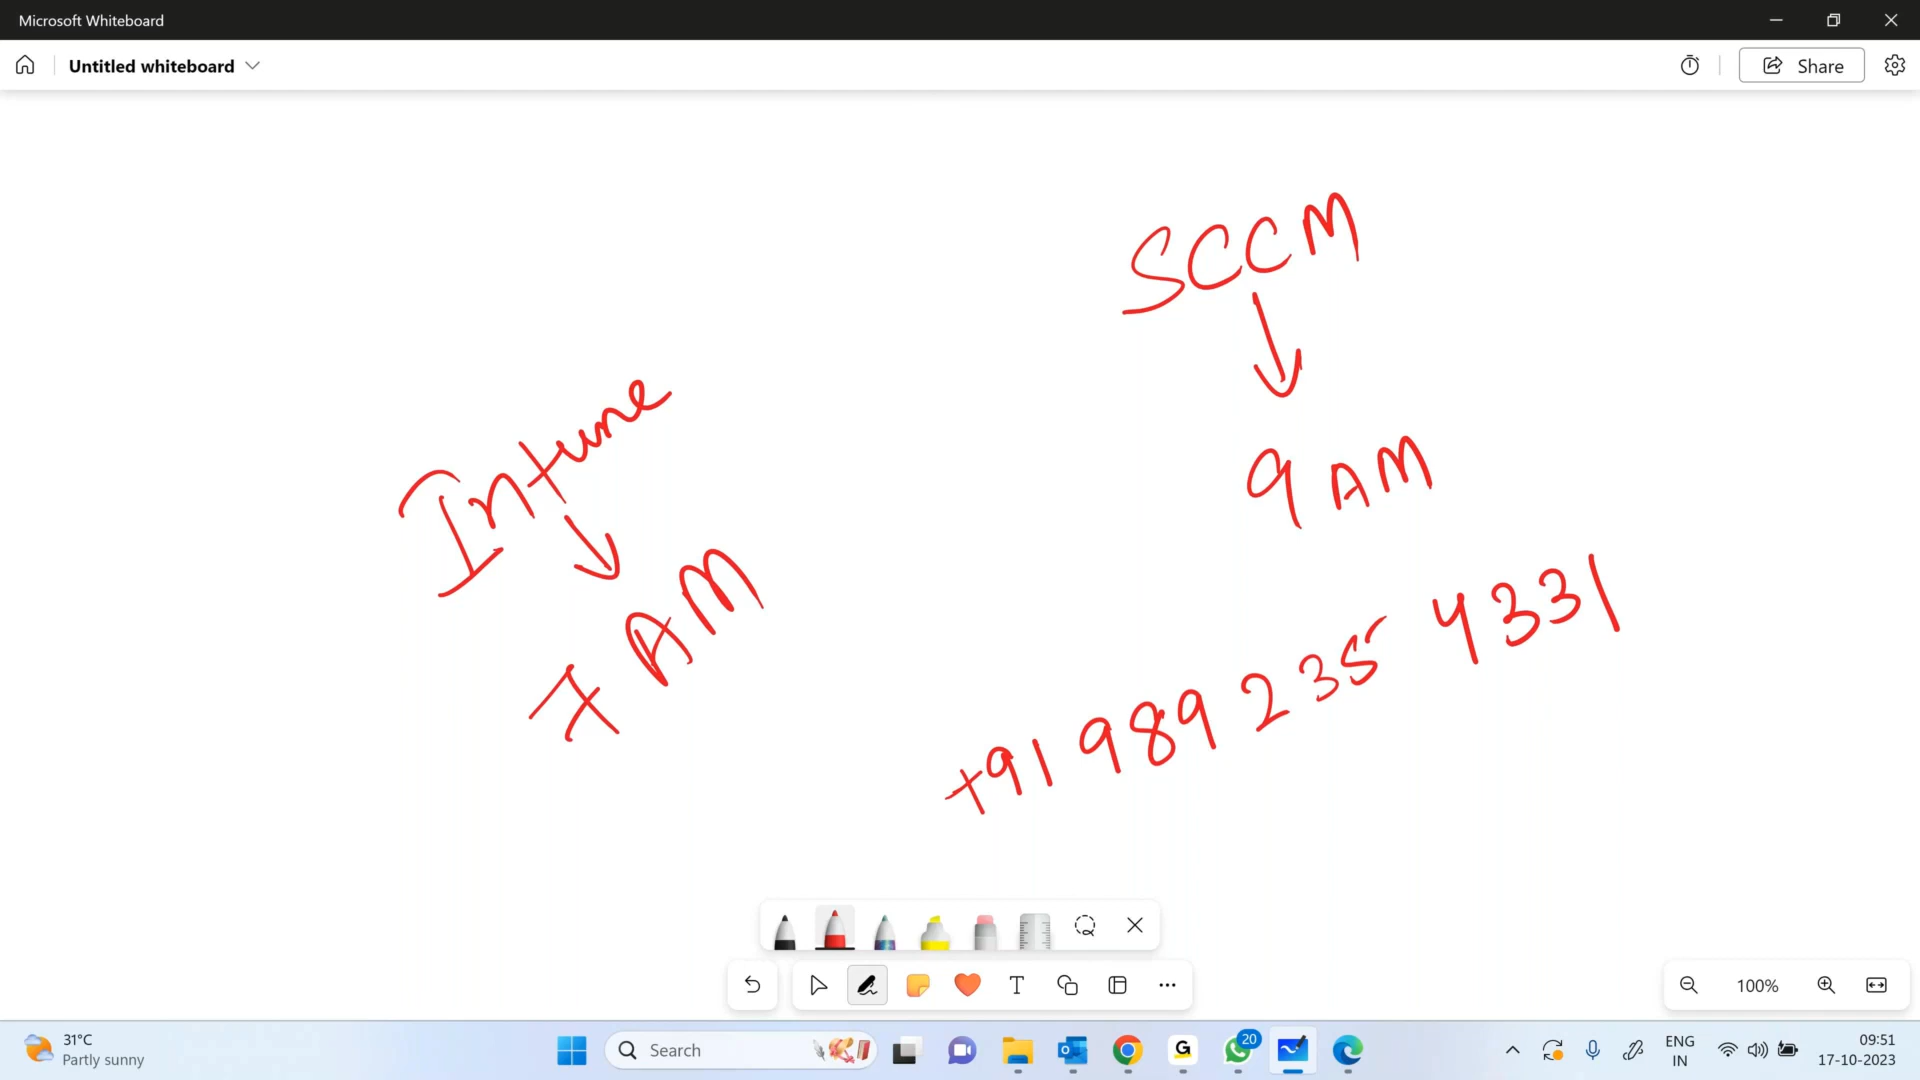 Microsoft Whiteboard
Untitled whiteboard
Share
SCCM
9 AM
Intune
7 AM
+91 989 235 4331
100%
31°C
Partly sunny
Search
20
ENG
IN
09:51
17-10-2023